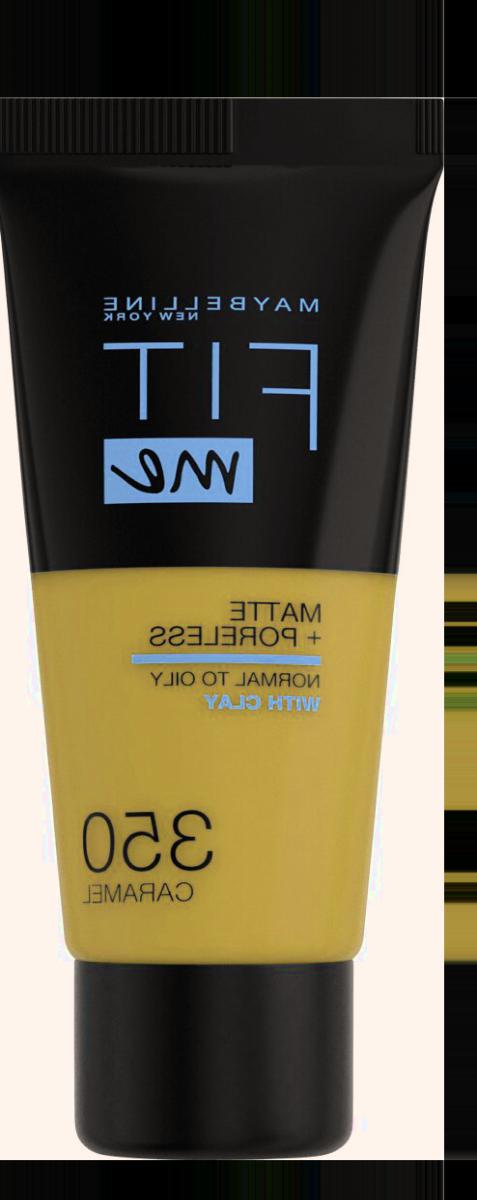 MAYBELLINE
NEW YORK
FIT
me
MATTE
+ PORELESS
NORMAL TO OILY
WITH CLAY
350
CARAMEL